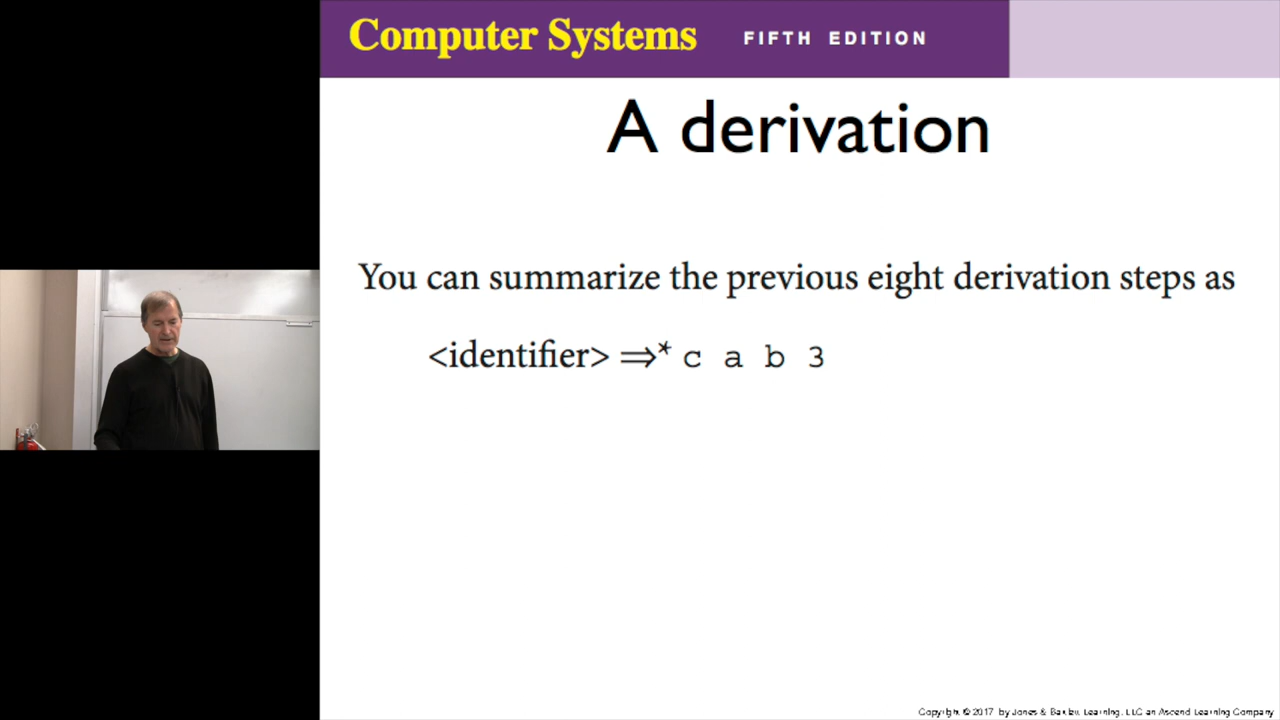 Computer Systems FIFTH EDITION
A derivation
You can summarize the previous eight derivation steps as
<identifier> ⇒* c a b 3
Copyright © 2017 by Jones & Bartlett Learning, LLC an Ascend Learning Company